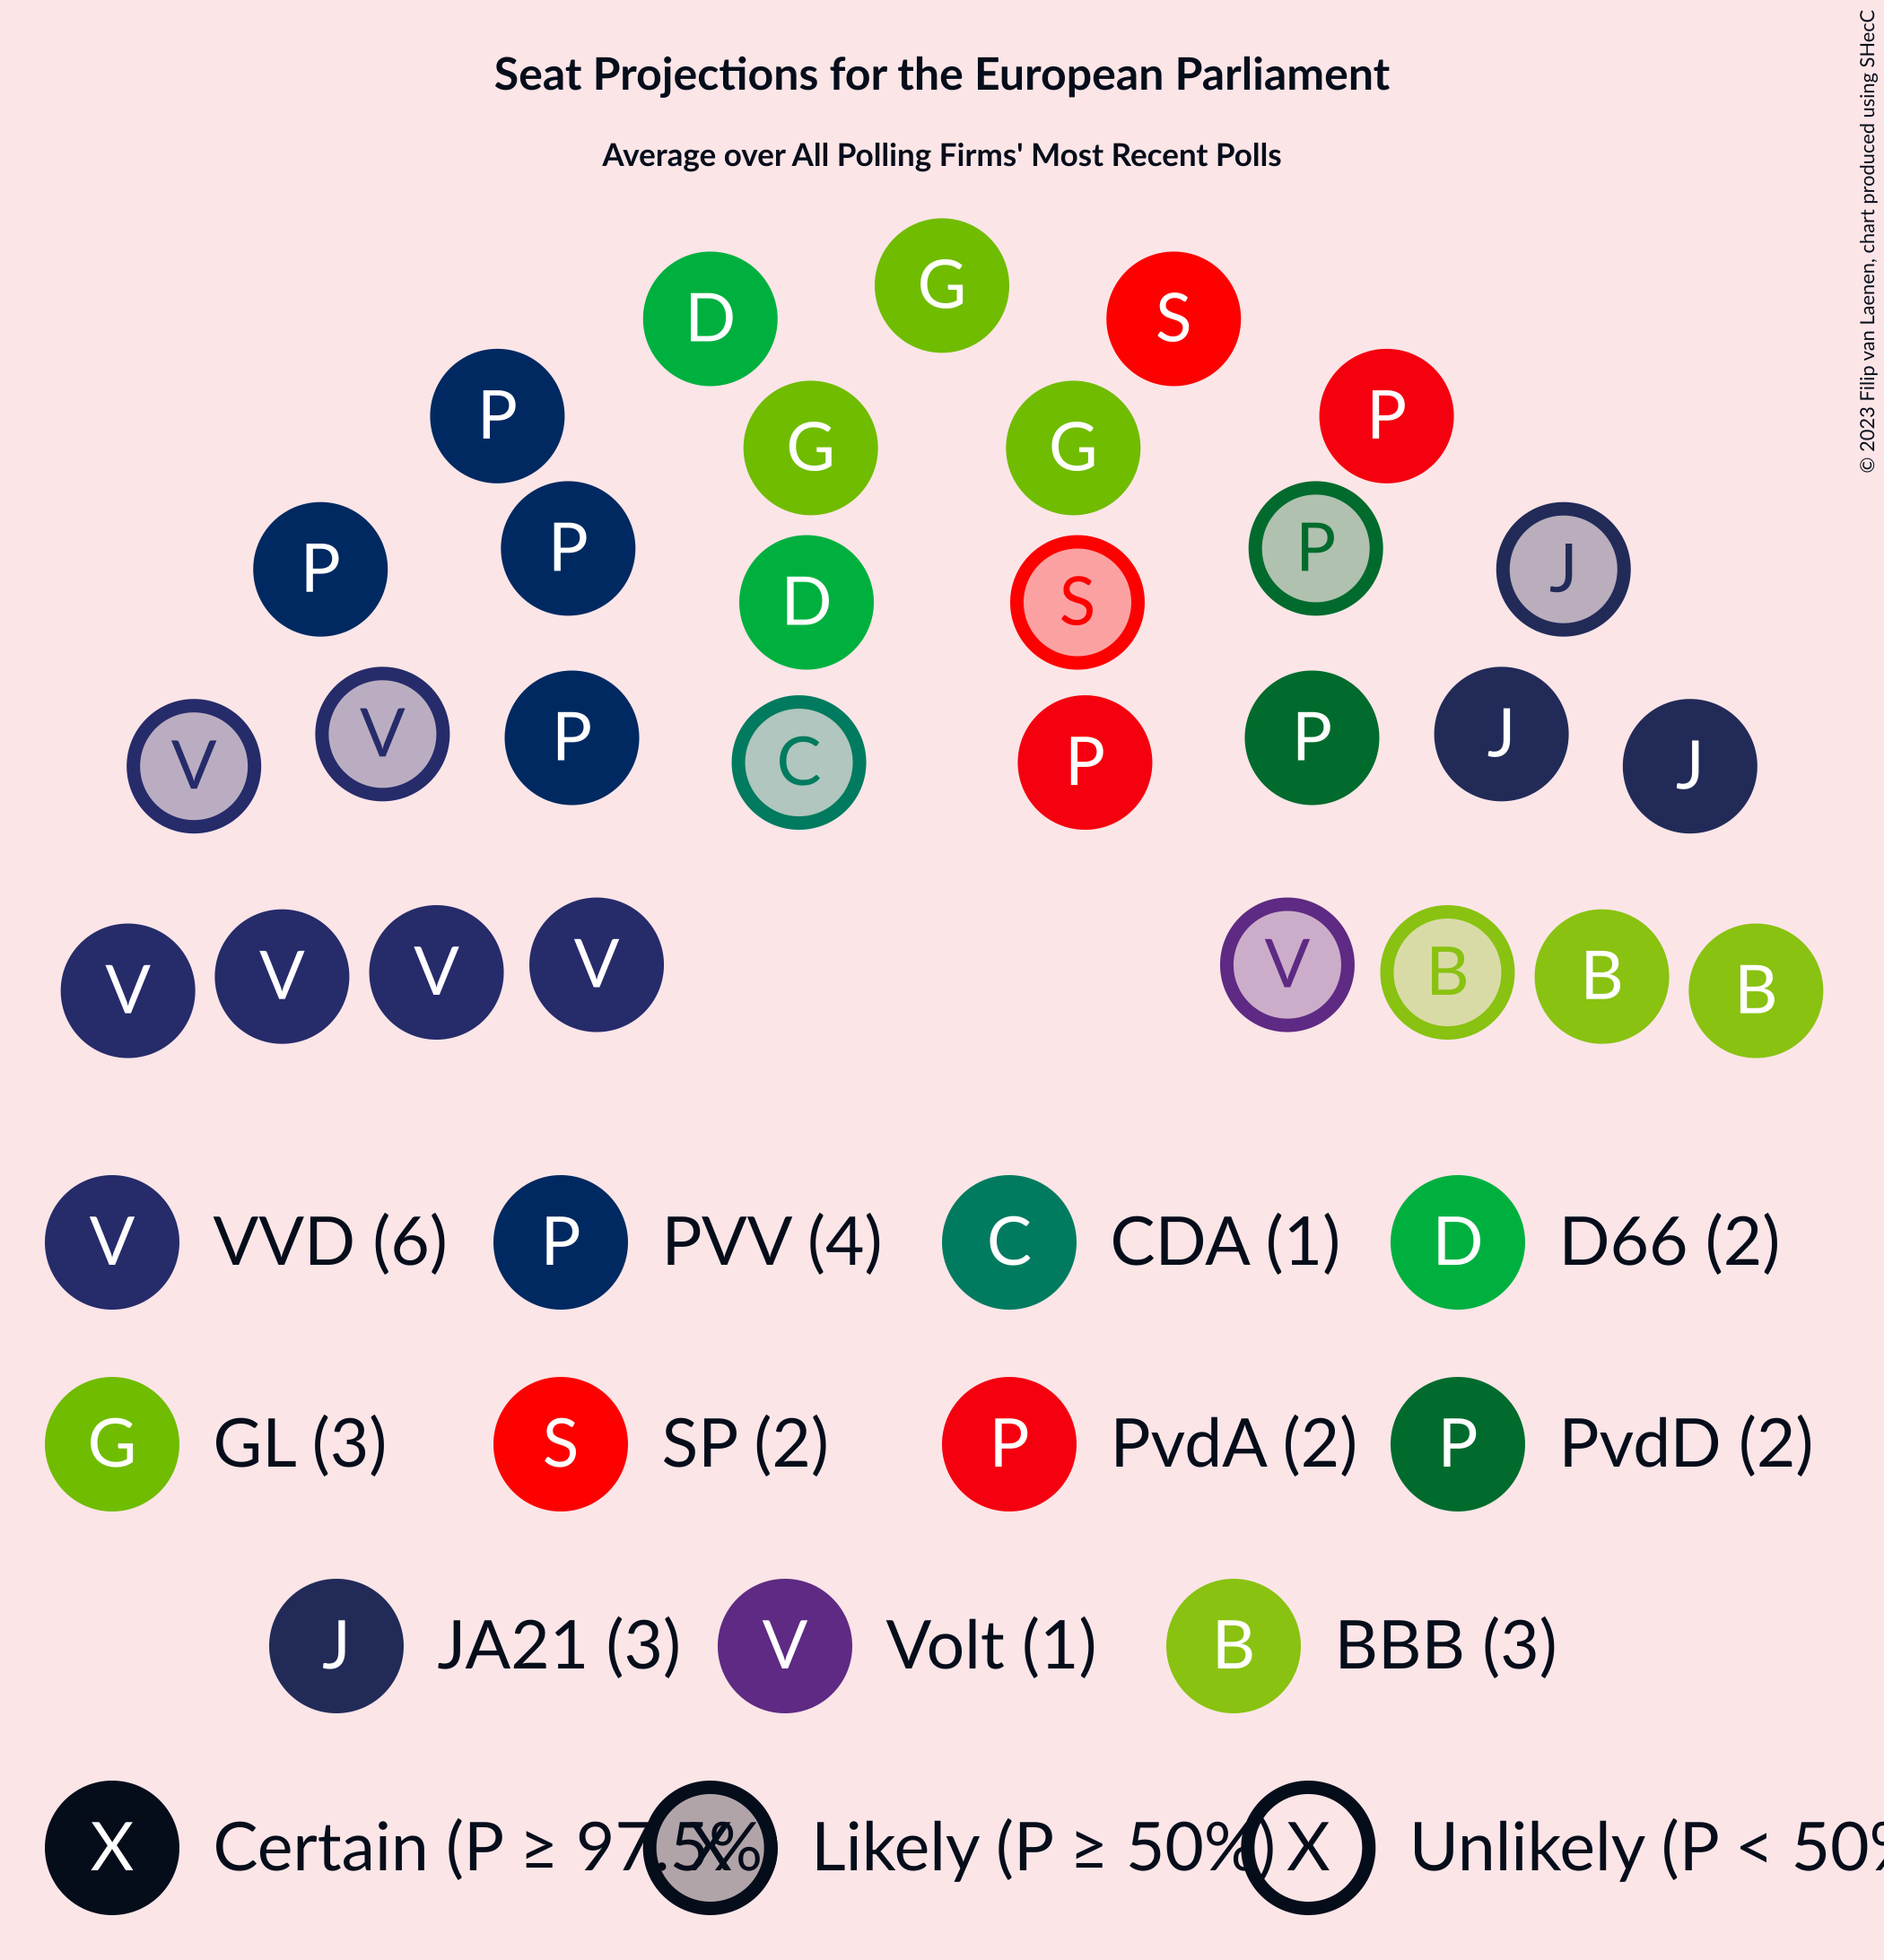 Seat Projections for the European Parliament
Average over All Polling Firms' Most Recent Polls
© 2023 Filip van Laenen, chart produced using SHecC
G
D S
P P
G G
P P P J
D S
V V P C P P J J
V V V V V B B B
V VVD (6) P PVV (4) C CDA (1) D D66 (2)
G GL (3) S SP (2) P PvdA (2) P PvdD (2)
J JA21 (3) V Volt (1) B BBB (3)
X Certain (P ≥ 97.5% X Likely (P ≥ 50%) X Unlikely (P < 50%